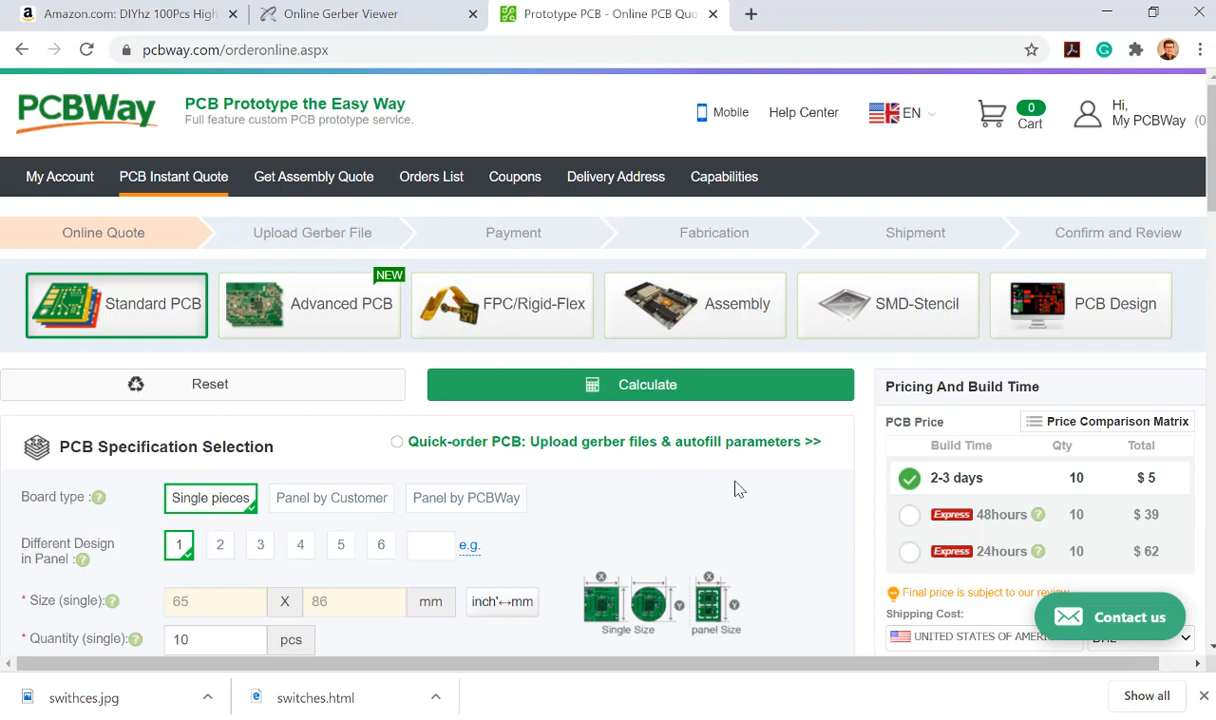 Amazon.com: DIYhz 100Pcs High
Online Gerber Viewer
Prototype PCB - Online PCB Quo
pcbway.com/orderonline.aspx
PCBWay
PCB Prototype the Easy Way
Full feature custom PCB prototype service.
Mobile
Help Center
EN
0
Cart
Hi,
My PCBWay (0
My Account
PCB Instant Quote
Get Assembly Quote
Orders List
Coupons
Delivery Address
Capabilities
Online Quote
Upload Gerber File
Payment
Fabrication
Shipment
Confirm and Review
Standard PCB
NEW
Advanced PCB
FPC/Rigid-Flex
Assembly
SMD-Stencil
PCB Design
Reset
Calculate
Pricing And Build Time
PCB Price
Price Comparison Matrix
Build Time Qty Total
2-3 days 10 $ 5
Express 48hours ? 10 $ 39
Express 24hours ? 10 $ 62
Final price is subject to our review
Shipping Cost:
UNITED STATES OF AMERI
DHL
Contact us
PCB Specification Selection
Quick-order PCB: Upload gerber files & autofill parameters >>
Board type :?
Single pieces
Panel by Customer
Panel by PCBWay
Different Design
in Panel :?
1 2 3 4 5 6 e.g.
* Size (single):?
65 X 86 mm
inch'↔mm
X Y
Single Size
X Y
panel Size
* Quantity (single):?
10 pcs
swithces.jpg
switches.html
Show all